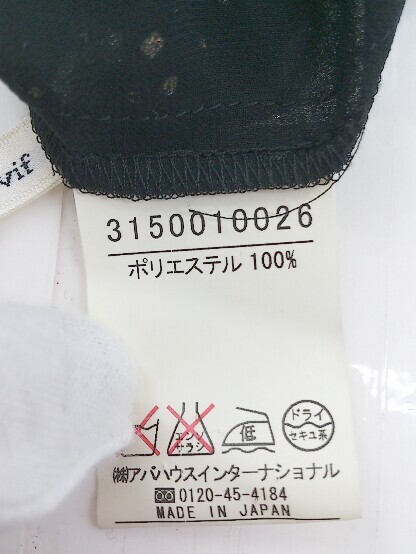 vif
3150010026
ポリエステル 100%
エンソ
サラシ
低
ドライ
セキユ系
㈱アバハウスインターナショナル
0120-45-4184
MADE IN JAPAN